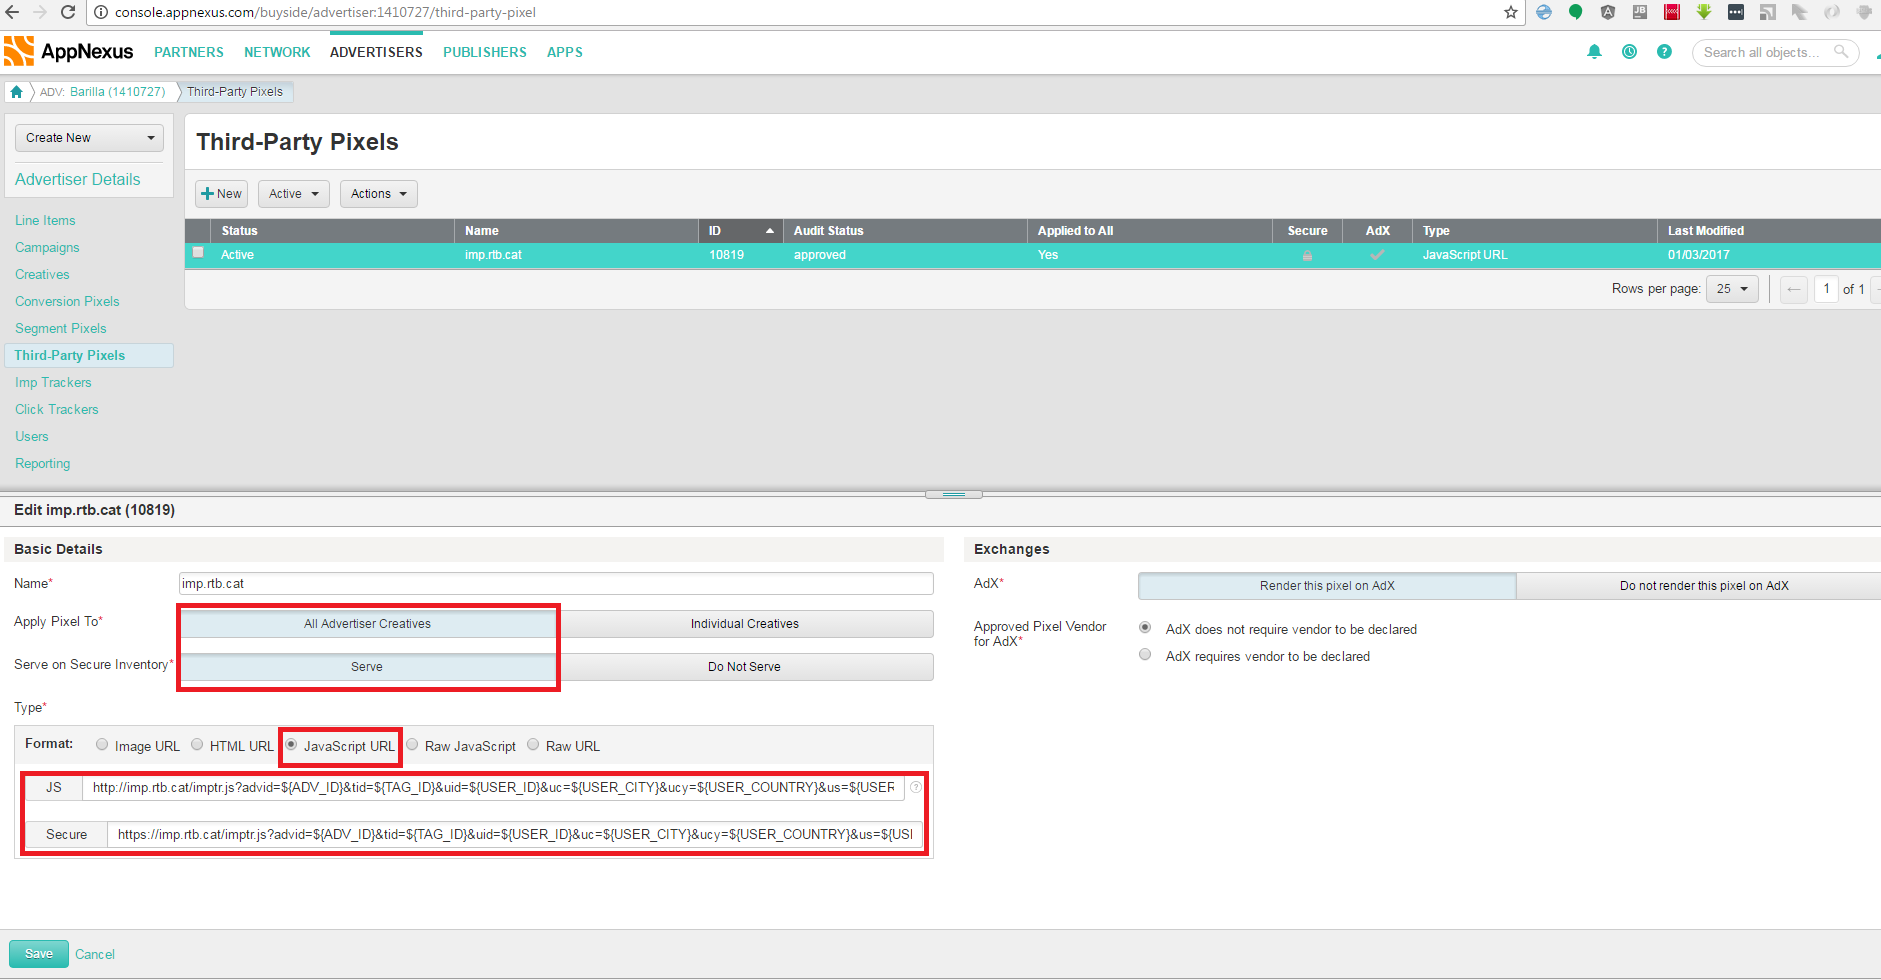 console.appnexus.com/buyside/advertiser:1410727/third-party-pixel
AppNexus PARTNERS NETWORK ADVERTISERS PUBLISHERS APPS Search all objects...
ADV: Barilla (1410727) Third-Party Pixels
Create New
Advertiser Details
Line Items
Campaigns
Creatives
Conversion Pixels
Segment Pixels
Third-Party Pixels
Imp Trackers
Click Trackers
Users
Reporting
Third-Party Pixels
New Active Actions
Status Name ID Audit Status Applied to All Secure AdX Type Last Modified
Active imp.rtb.cat 10819 approved Yes JavaScript URL 01/03/2017
Rows per page: 25 1 of 1
Edit imp.rtb.cat (10819)
Basic Details
Name* imp.rtb.cat
Apply Pixel To* All Advertiser Creatives Individual Creatives
Serve on Secure Inventory* Serve Do Not Serve
Type*
Format: Image URL HTML URL JavaScript URL Raw JavaScript Raw URL
JS http://imp.rtb.cat/imptr.js?advid=${ADV_ID}&tid=${TAG_ID}&uid=${USER_ID}&uc=${USER_CITY}&ucy=${USER_COUNTRY}&us=${USER
Secure https://imp.rtb.cat/imptr.js?advid=${ADV_ID}&tid=${TAG_ID}&uid=${USER_ID}&uc=${USER_CITY}&ucy=${USER_COUNTRY}&us=${USI
Exchanges
AdX* Render this pixel on AdX Do not render this pixel on AdX
Approved Pixel Vendor
for AdX*
AdX does not require vendor to be declared
AdX requires vendor to be declared
Save Cancel